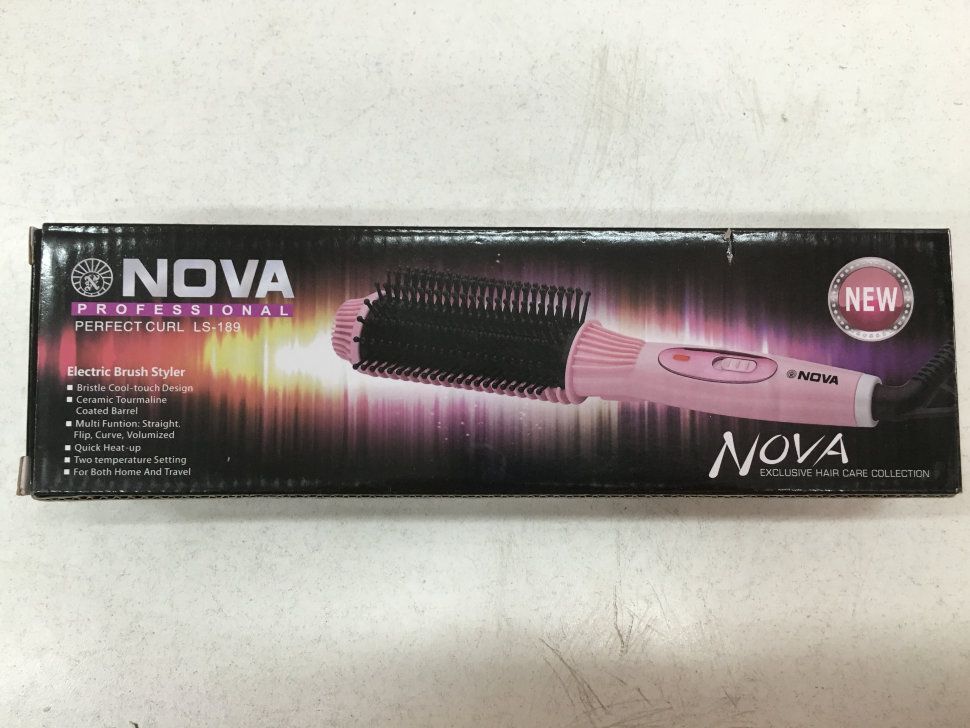 NOVA
PROFESSIONAL
PERFECT CURL LS-189
Electric Brush Styler
Bristle Cool-touch Design
Ceramic Tourmaline
Coated Barrel
Multi Funtion: Straight.
Flip, Curve, Volumized
Quick Heat-up
Two temperature Setting
For Both Home And Travel
NEW
NOVA
NOVA
EXCLUSIVE HAIR CARE COLLECTION